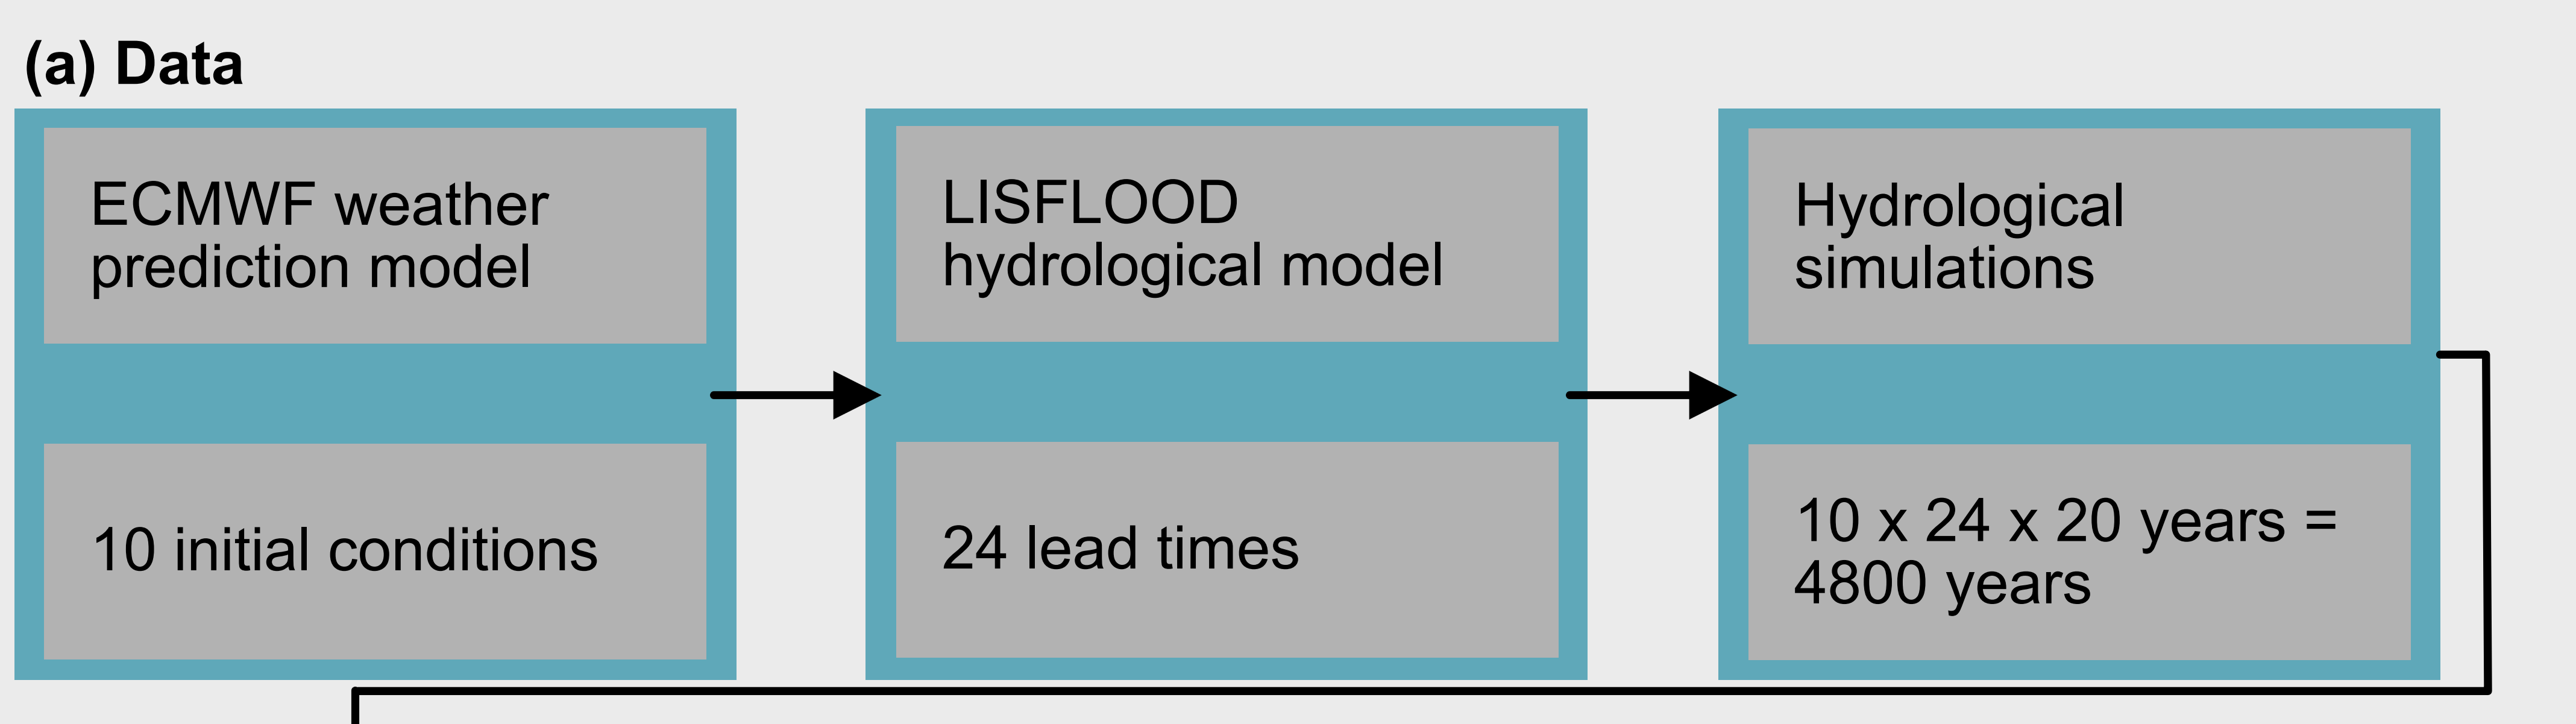 (a) Data
ECMWF weather
prediction model
10 initial conditions
LISFLOOD
hydrological model
24 lead times
Hydrological
simulations
10 x 24 x 20 years =
4800 years